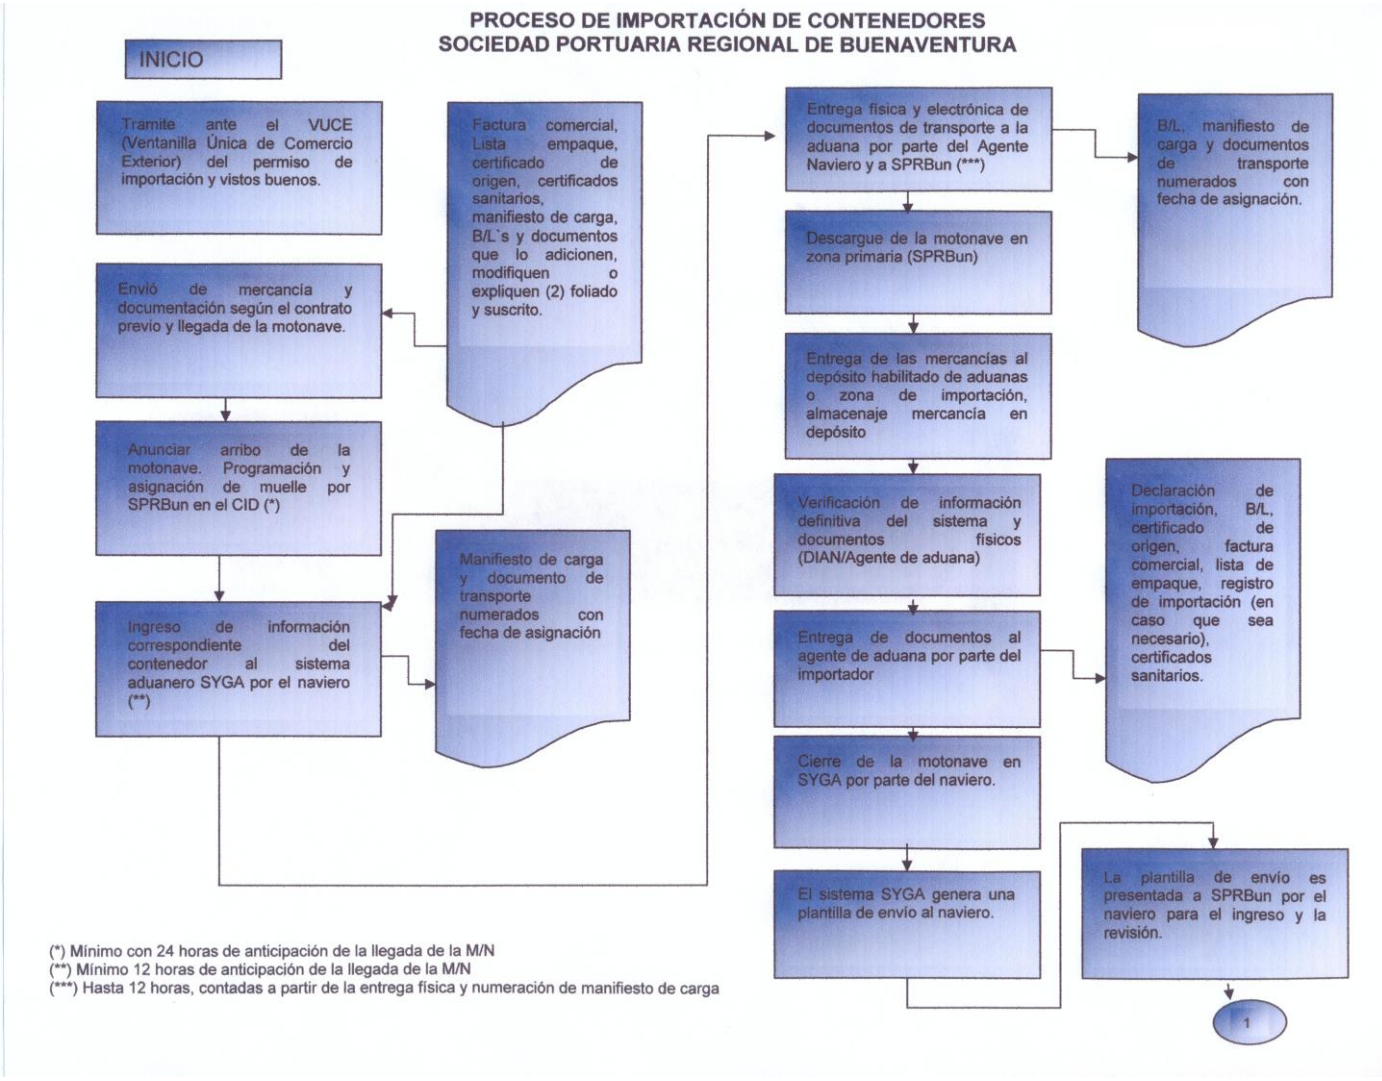 PROCESO DE IMPORTACIÓN DE CONTENEDORES
SOCIEDAD PORTUARIA REGIONAL DE BUENAVENTURA
INICIO
Tramite ante el VUCE
(Ventanilla Única de Comercio
Exterior) del permiso de
importación y vistos buenos.
Factura comercial,
Lista empaque,
certificado de
origen, certificados
sanitarios,
manifiesto de carga,
B/L`s y documentos
que lo adicionen,
modifiquen o
expliquen (2) foliado
y suscrito.
Envió de mercancía y
documentación según el contrato
previo y llegada de la motonave.
Anunciar arribo de la
motonave. Programación y
asignación de muelle por
SPRBun en el CID (*)
Ingreso de información
correspondiente del
contenedor al sistema
aduanero SYGA por el naviero
(**)
Manifiesto de carga
y documento de
transporte
numerados con
fecha de asignación
Entrega física y electrónica de
documentos de transporte a la
aduana por parte del Agente
Naviero y a SPRBun (***)
B/L, manifiesto de
carga y documentos
de transporte
numerados con
fecha de asignación.
Descargue de la motonave en
zona primaria (SPRBun)
Entrega de las mercancías al
depósito habilitado de aduanas
o zona de importación,
almacenaje mercancía en
depósito
Verificación de información
definitiva del sistema y
documentos físicos
(DIAN/Agente de aduana)
Entrega de documentos al
agente de aduana por parte del
importador
Declaración de
importación, B/L,
certificado de
origen, factura
comercial, lista de
empaque, registro
de importación (en
caso que sea
necesario),
certificados
sanitarios.
Cierre de la motonave en
SYGA por parte del naviero.
El sistema SYGA genera una
plantilla de envío al naviero.
La plantilla de envío es
presentada a SPRBun por el
naviero para el ingreso y la
revisión.
1
(*) Mínimo con 24 horas de anticipación de la llegada de la M/N
(**) Mínimo 12 horas de anticipación de la llegada de la M/N
(***) Hasta 12 horas, contadas a partir de la entrega física y numeración de manifiesto de carga